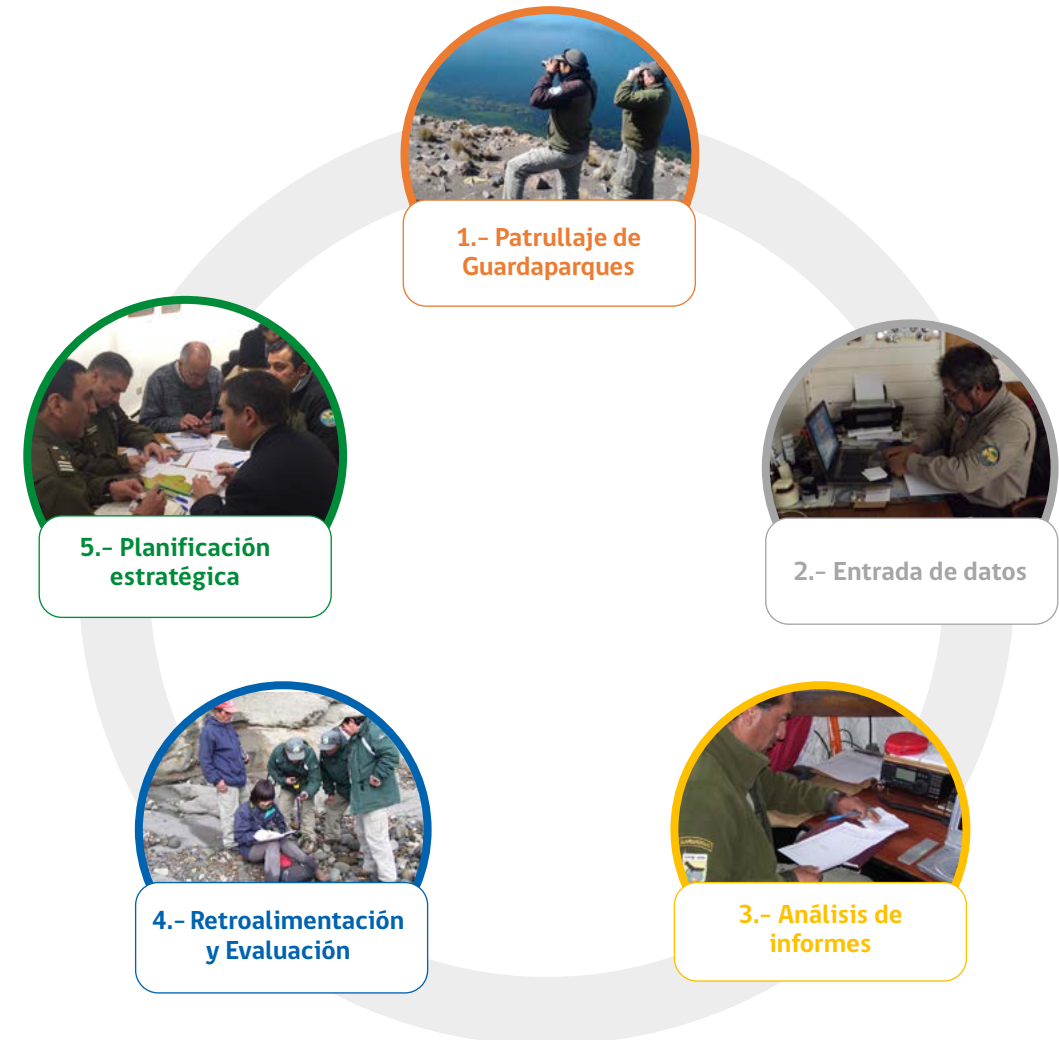 1.- Patrullaje de
Guardaparques
2.- Entrada de datos
3.- Análisis de
informes
4.- Retroalimentación
y Evaluación
5.- Planificación
estratégica